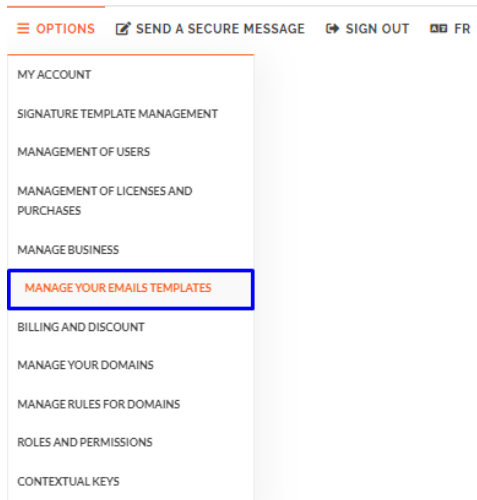 OPTIONS SEND A SECURE MESSAGE SIGN OUT FR
MY ACCOUNT
SIGNATURE TEMPLATE MANAGEMENT
MANAGEMENT OF USERS
MANAGEMENT OF LICENSES AND
PURCHASES
MANAGE BUSINESS
MANAGE YOUR EMAILS TEMPLATES
BILLING AND DISCOUNT
MANAGE YOUR DOMAINS
MANAGE RULES FOR DOMAINS
ROLES AND PERMISSIONS
CONTEXTUAL KEYS